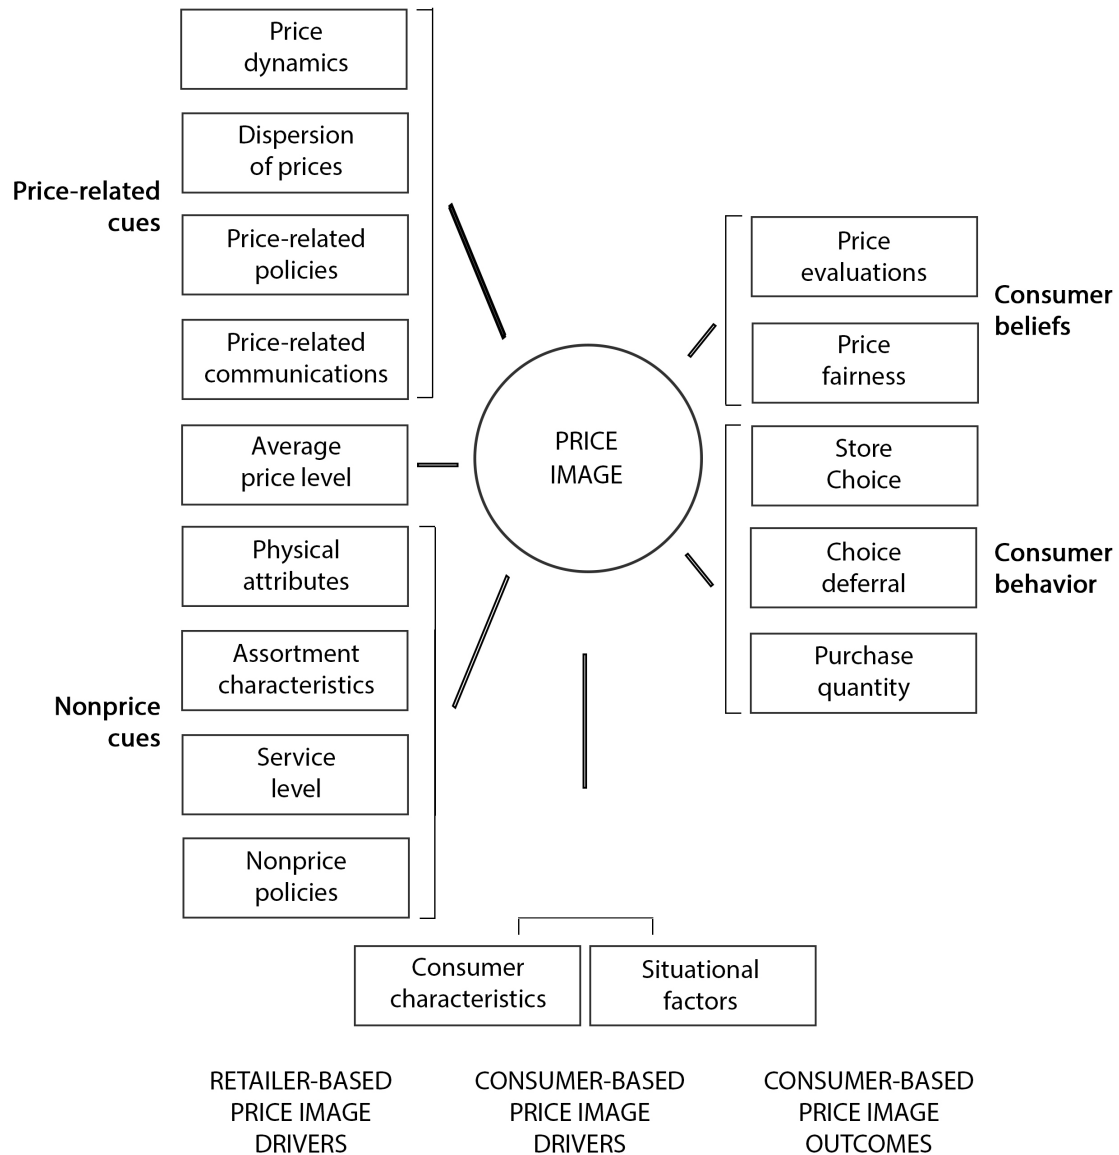 Price
dynamics
Dispersion
of prices
Price-related
cues
Price-related
policies
Price-related
communications
Average
price level
Physical
attributes
Assortment
characteristics
Nonprice
cues
Service
level
Nonprice
policies
PRICE
IMAGE
Price
evaluations
Consumer
beliefs
Price
fairness
Store
Choice
Choice
deferral
Consumer
behavior
Purchase
quantity
Consumer
characteristics
Situational
factors
RETAILER-BASED
PRICE IMAGE
DRIVERS
CONSUMER-BASED
PRICE IMAGE
DRIVERS
CONSUMER-BASED
PRICE IMAGE
OUTCOMES